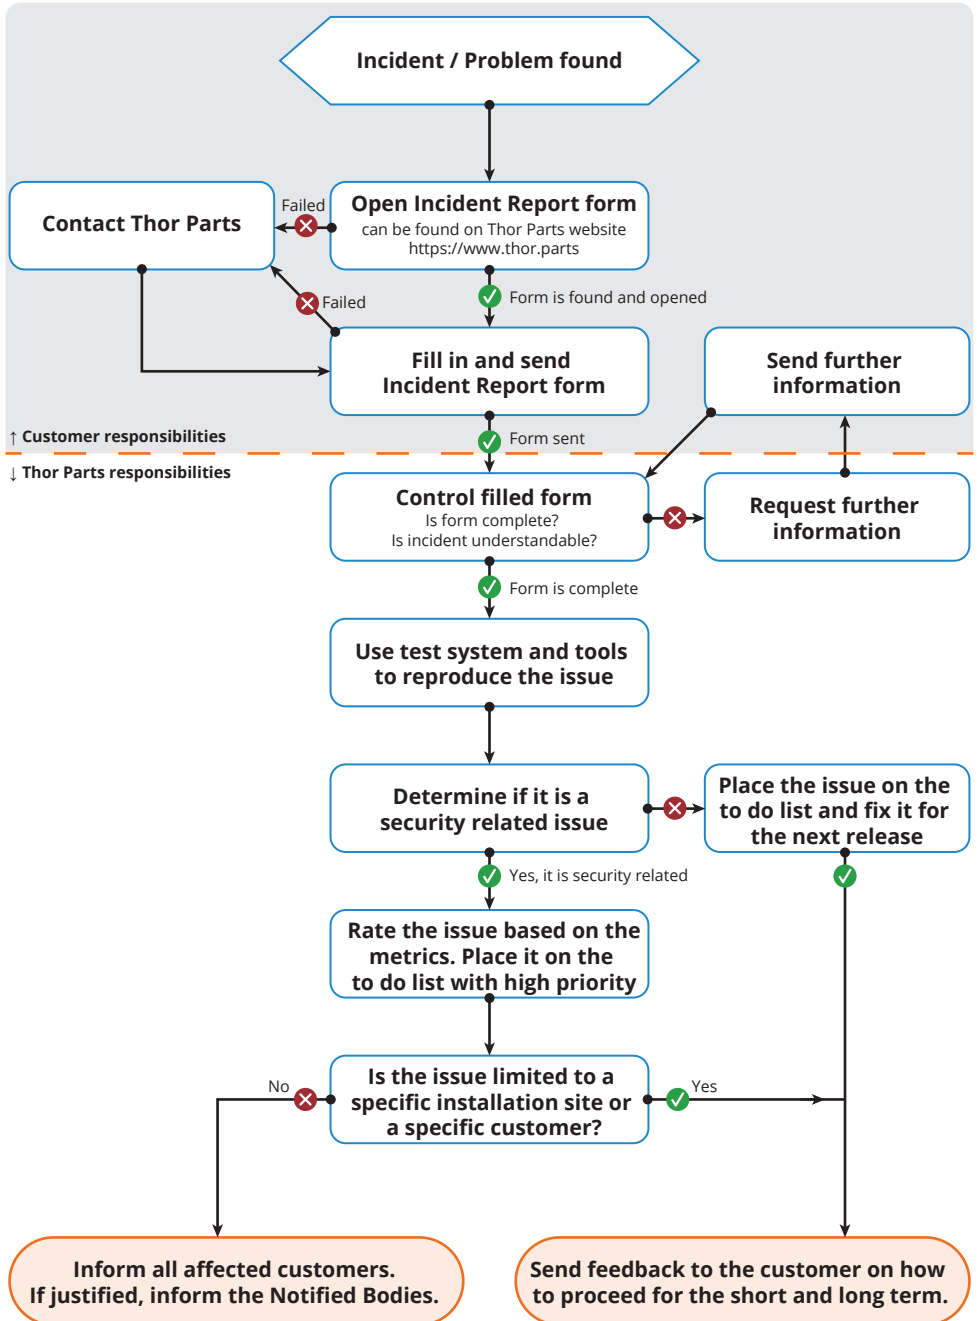 Incident / Problem found
Contact Thor Parts
Failed
Open Incident Report form
can be found on Thor Parts website
https://www.thor.parts
Form is found and opened
Failed
Fill in and send
Incident Report form
Send further
information
↑ Customer responsibilities
Form sent
↓ Thor Parts responsibilities
Control filled form
Is form complete?
Is incident understandable?
Request further
information
Form is complete
Use test system and tools
to reproduce the issue
Determine if it is a
security related issue
Place the issue on the
to do list and fix it for
the next release
Yes, it is security related
Rate the issue based on the
metrics. Place it on the
to do list with high priority
No
Is the issue limited to a
specific installation site or
a specific customer?
Yes
Inform all affected customers.
If justified, inform the Notified Bodies.
Send feedback to the customer on how
to proceed for the short and long term.